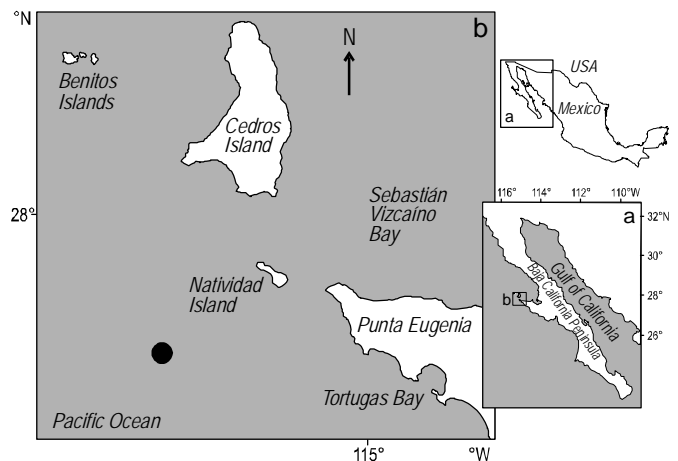 °N
b
N
Benitos
Islands
Cedros
Island
USA
Mexico
a
Sebastián
Vizcaíno
Bay
28°
116° 114° 112° 110°W
a
32°N
30°
28°
26°
Gulf of California
Baja California Peninsula
b
Natividad
Island
Punta Eugenia
Tortugas Bay
Pacific Ocean
115°
°W